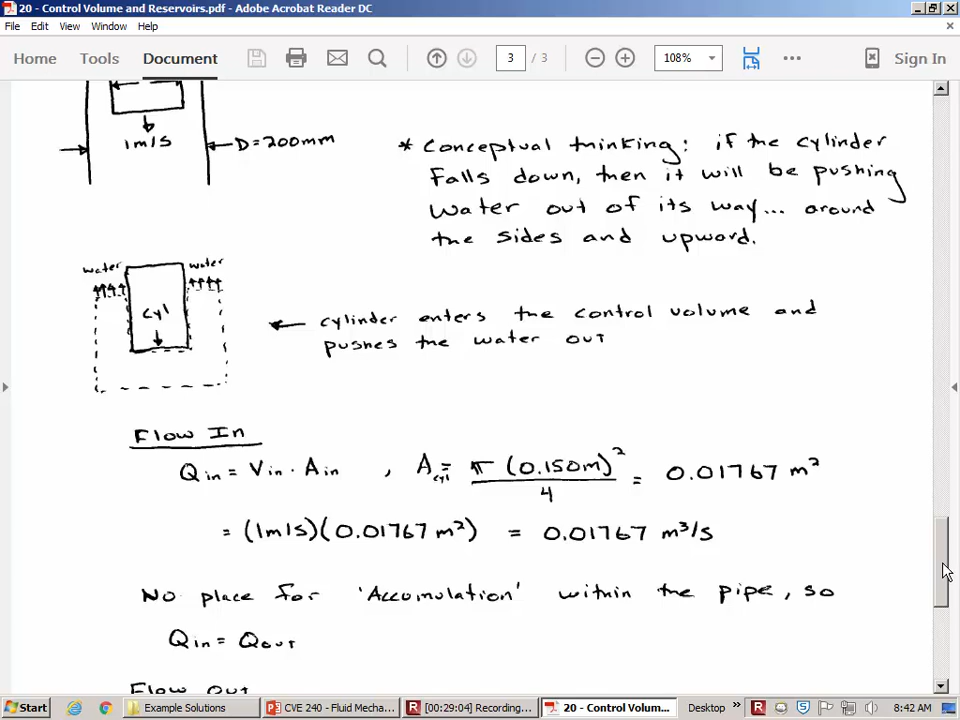 20 - Control Volume and Reservoirs.pdf - Adobe Acrobat Reader DC
File Edit View Window Help
Home Tools Document 3 / 3 108% Sign In
1m/s
D=200mm
* Conceptual thinking: if the cylinder
falls down, then it will be pushing
water out of its way... around
the sides and upward.
water water
cyl
cylinder enters the control volume and
pushes the water out
Flow In
Qin = Vin · Ain , Acyl = π (0.150m)² / 4 = 0.01767 m²
= (1m/s)(0.01767 m²) = 0.01767 m³/s
No place for 'Accumulation' within the pipe, so
Qin = Qout
Flow Out
Start Example Solutions CVE 240 - Fluid Mecha... [00:29:04] Recording... 20 - Control Volum... Desktop 8:42 AM